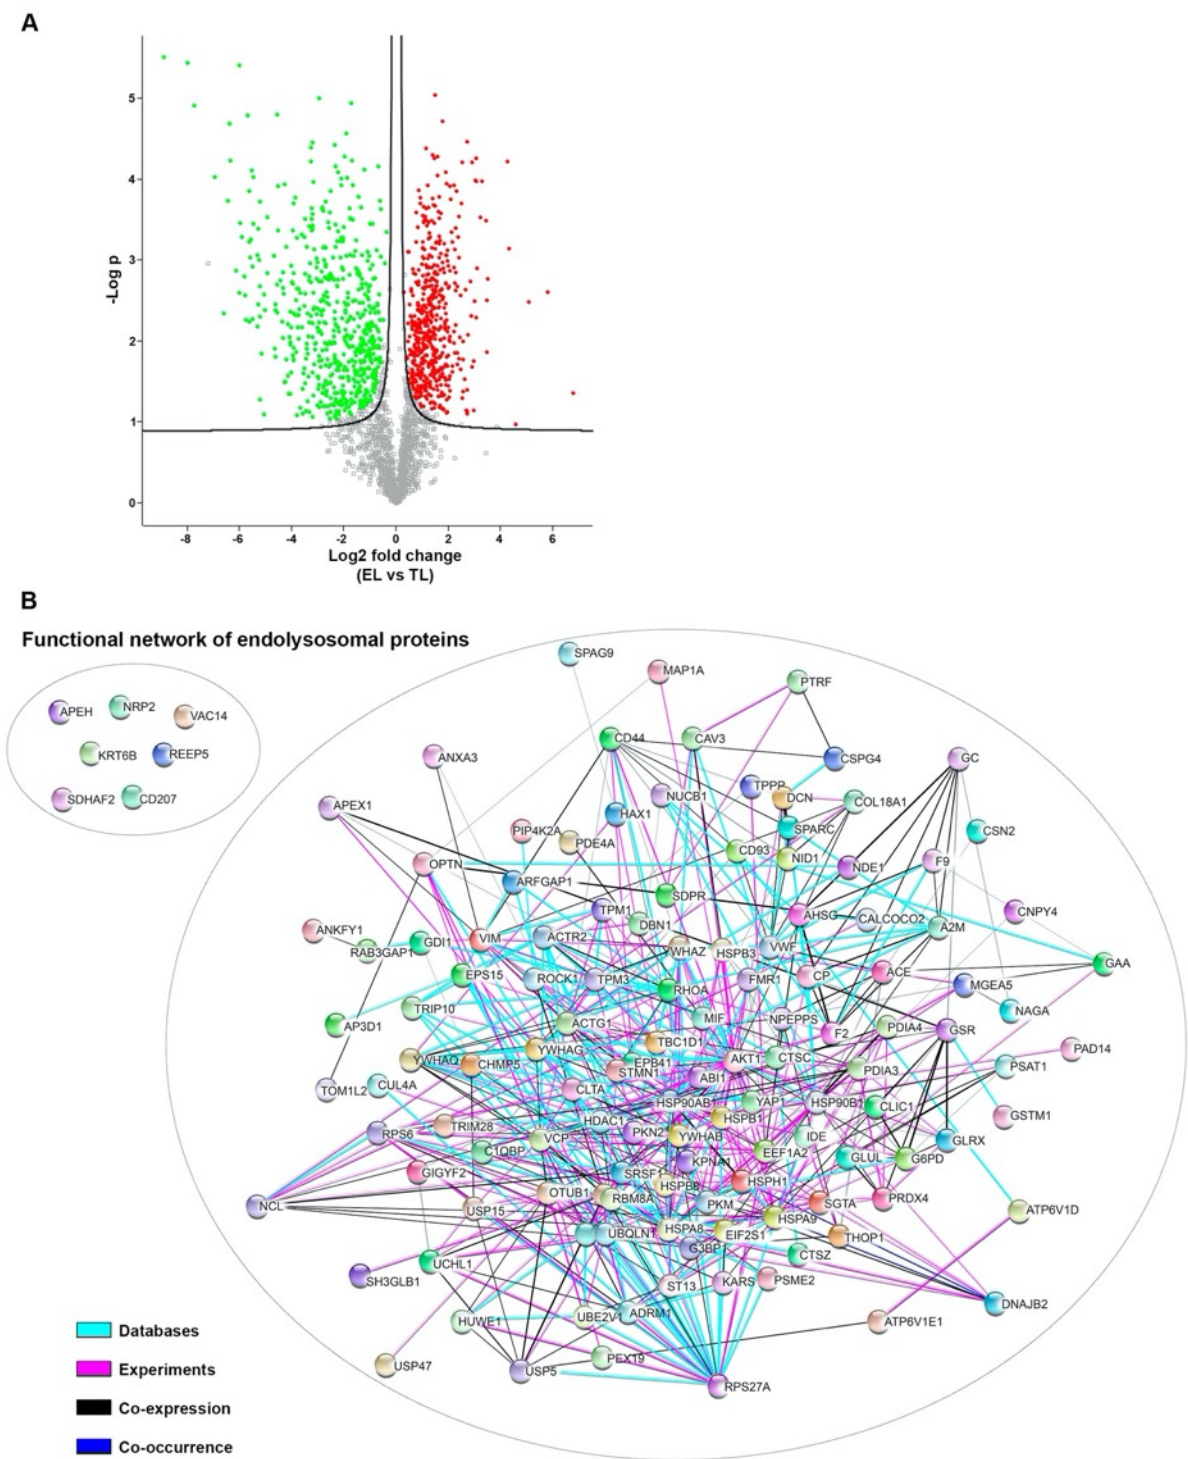 A
5
4
3
2
1
0
-Log p
-8 -6 -4 -2 0 2 4 6
Log2 fold change
(EL vs TL)
B
Functional network of endolysosomal proteins
SPAG9
MAP1A
PTRF
APEH
NRP2
VAC14
KRT6B
REEP5
SDHAF2
CD207
CD44
CAV3
CSPG4
GC
ANXA3
TPPP
DCN
NUCB1
COL18A1
APEX1
HAX1
SPARC
CSN2
PIP4K2A
PDE4A
CD93
NID1
NDE1
F9
OPTN
ARFGAP1
SDPR
TPM1
AHSG
CALCOCO2
CNPY4
DBN1
A2M
ANKFY1
RAB3GAP1
GDI1
VIM
ACTR2
YWHAZ
HSPB3
VWF
GAA
EPS15
ROCK1
TPM3
RHOA
FMR1
CP
ACE
MGEA5
NAGA
TRIP10
AP3D1
ACTG1
MIF
NPEPPS
F2
PDIA4
GSR
YWHAG
TBC1D1
PAD14
YWHAQ
CHMP5
EPB41
STMN1
AKT1
CTSC
PDIA3
PSAT1
ABI1
TOM1L2
CUL4A
CLTA
HSP90AB1
YAP1
HSP90B1
CLIC1
GSTM1
HDAC1
HSPB1
RPS6
TRIM28
VCP
PKN2
YWHAB
IDE
GLRX
C1QBP
EEF1A2
GLUL
G6PD
GIGYF2
SRSF1
KPNA1
HSPH1
NCL
OTUB1
RBM8A
HSPB8
PKM
SGTA
PRDX4
ATP6V1D
USP15
HSPA9
UBQLN1
HSPA8
EIF2S1
THOP1
G3BP1
CTSZ
UCHL1
SH3GLB1
ST13
KARS
PSME2
DNAJB2
HUWE1
UBE2V1
ADRM1
ATP6V1E1
USP47
USP5
PEX19
RPS27A
Databases
Experiments
Co-expression
Co-occurrence